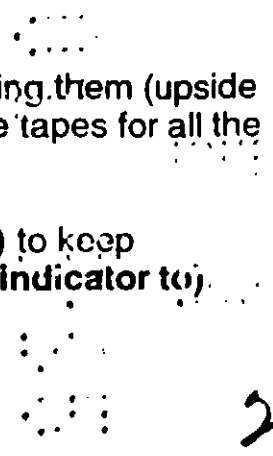 ing them (upside
e tapes for all the
) to keep
indicator to
2